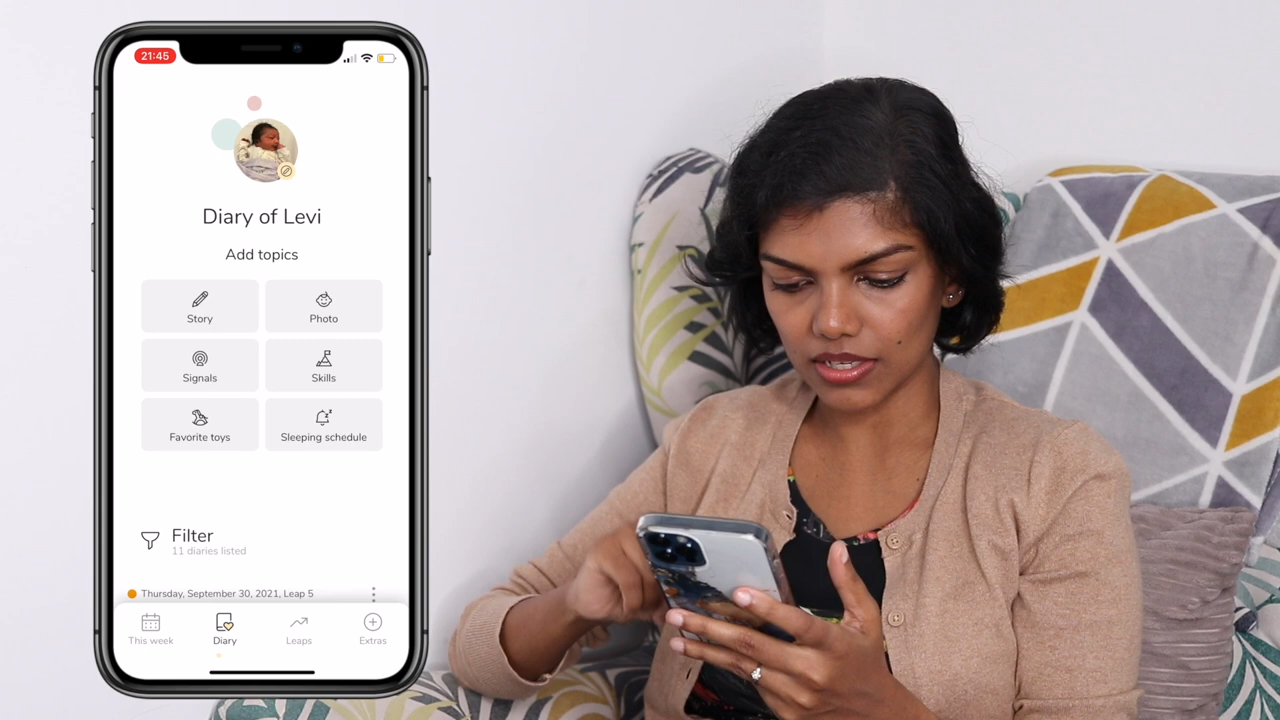 21:45
Diary of Levi
Add topics
Story
Photo
Signals
Skills
Favorite toys
Sleeping schedule
Filter
11 diaries listed
Thursday, September 30, 2021, Leap 5
This week
Diary
Leaps
Extras